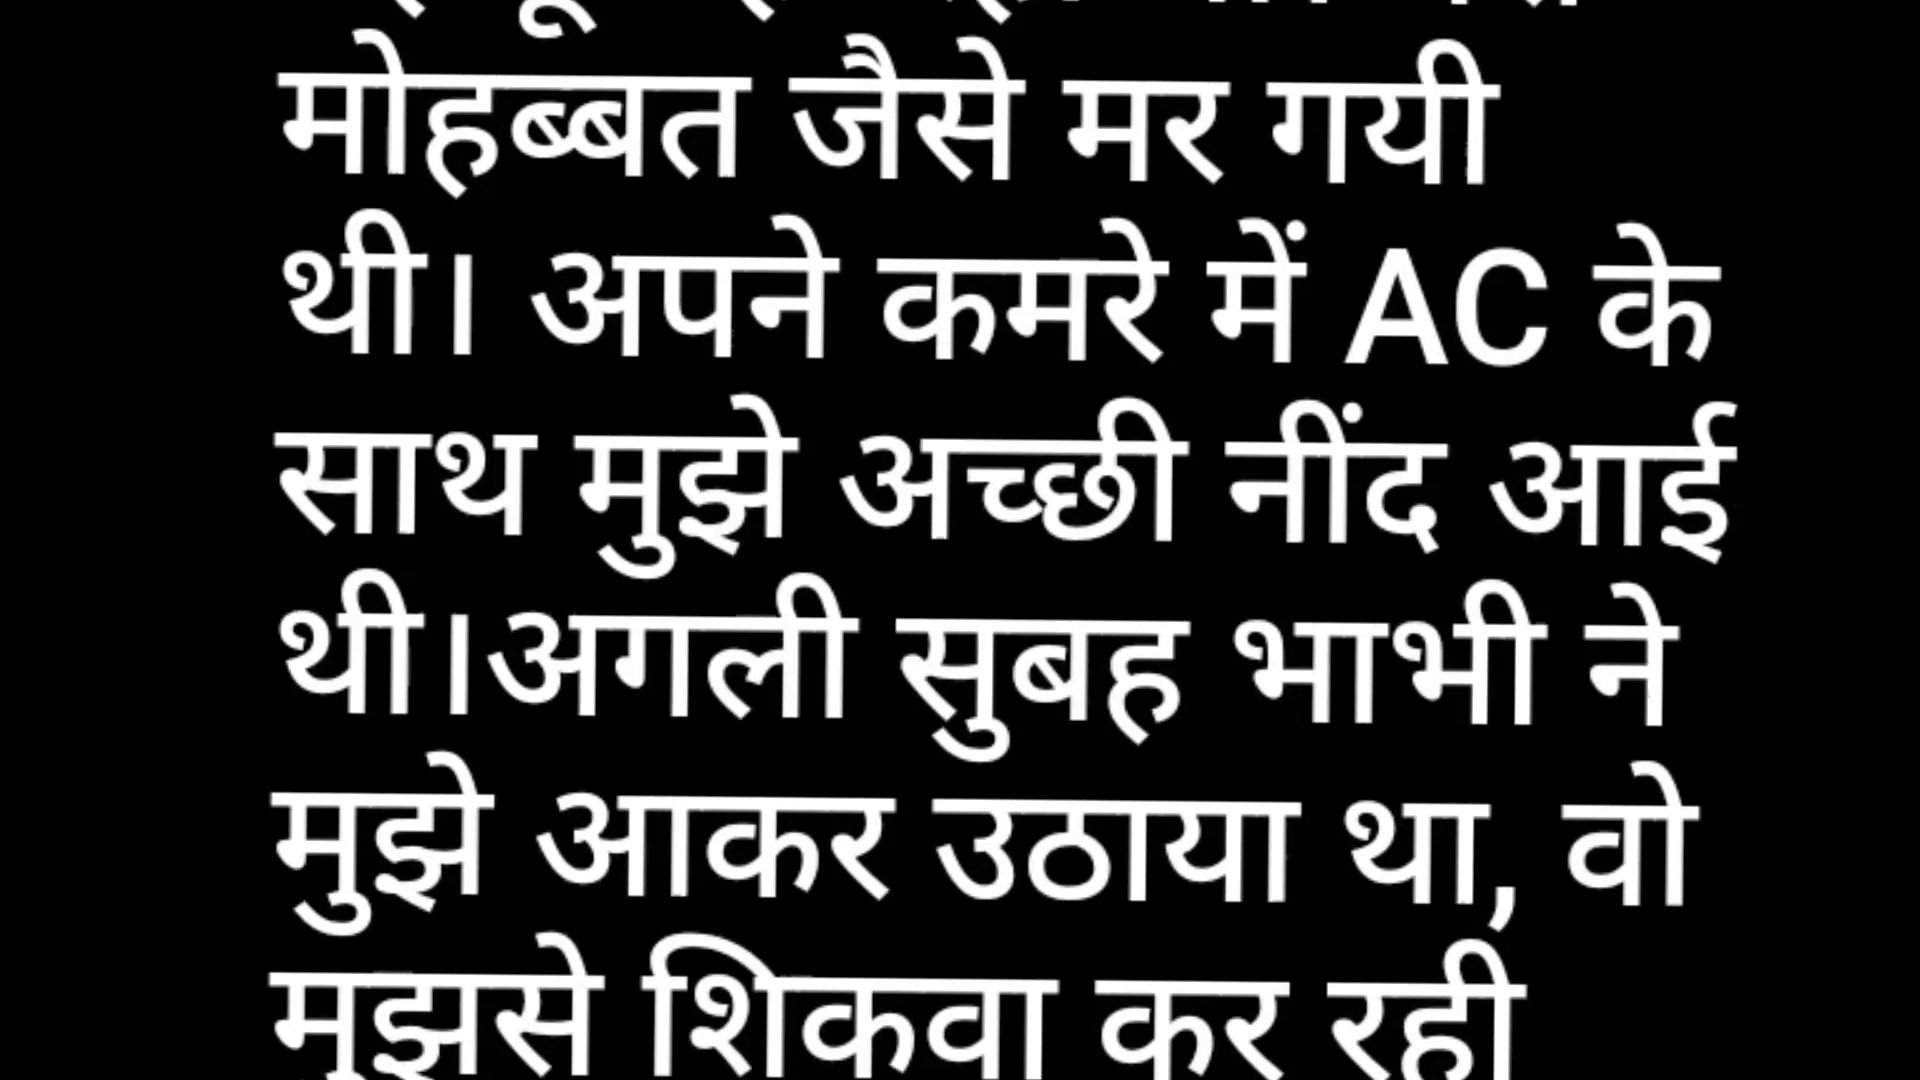 मोहब्बत जैसे मर गयी
थी। अपने कमरे में AC के
साथ मुझे अच्छी नींद आई
थी।अगली सुबह भाभी ने
मुझे आकर उठाया था, वो
मुझसे शिकवा कर रही